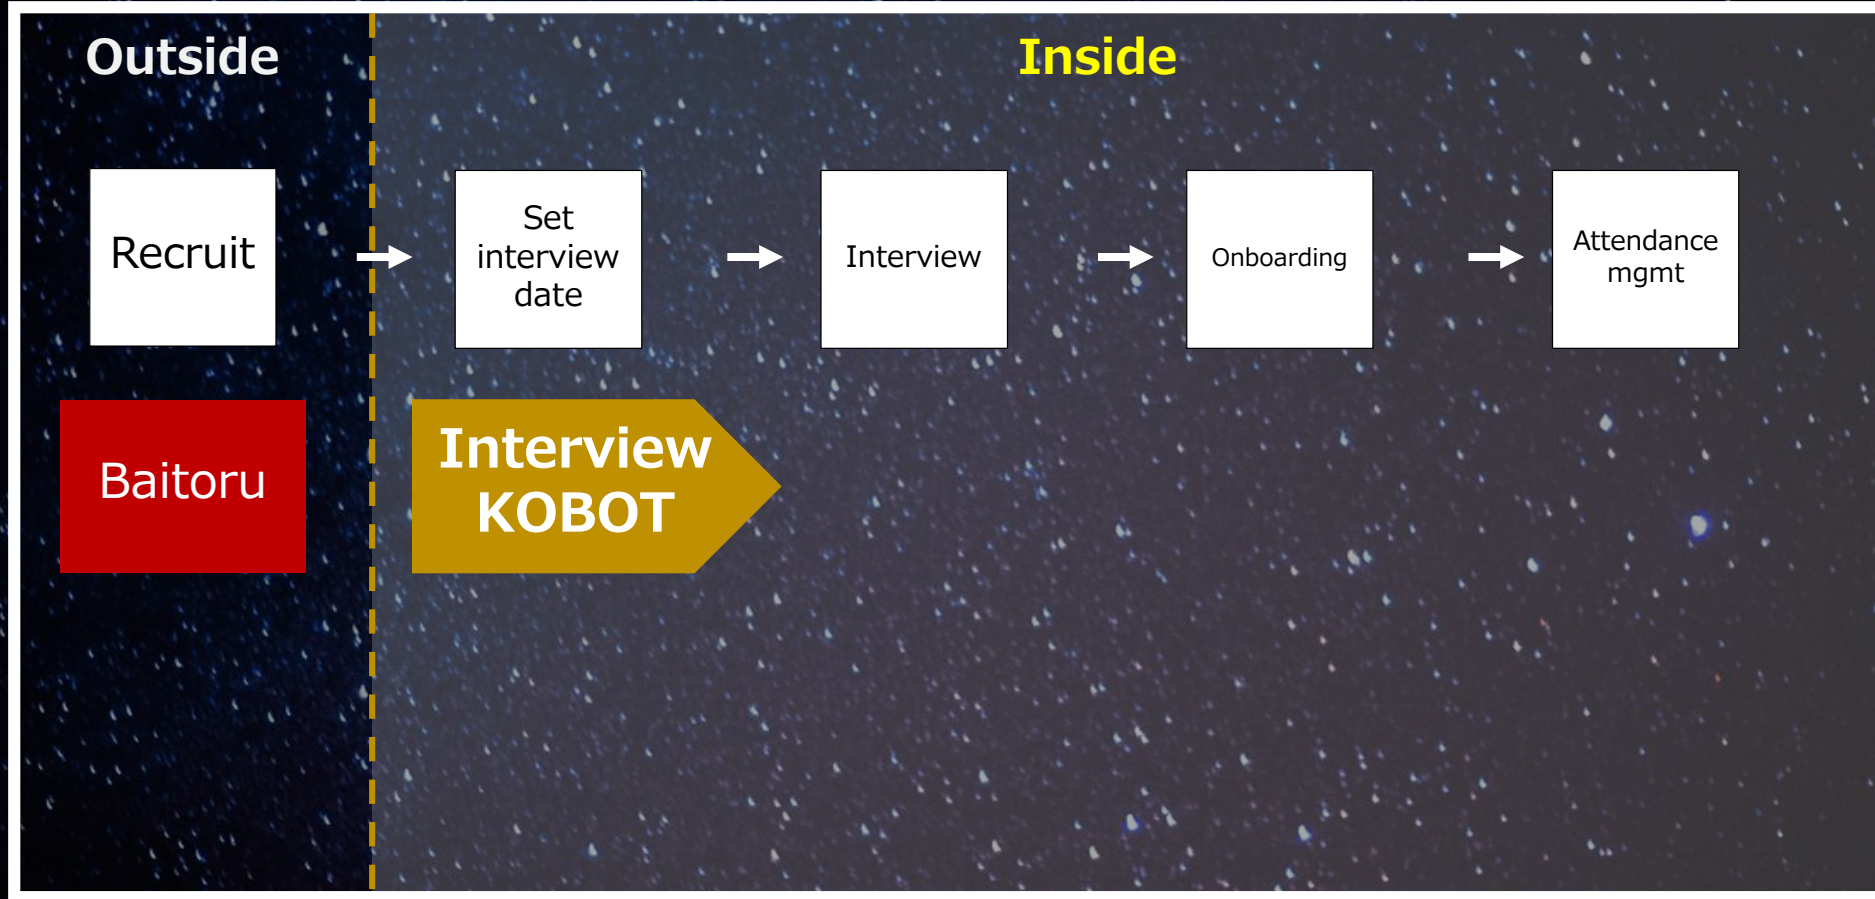 Outside
Inside
Recruit
Set
interview
date
Interview
Onboarding
Attendance
mgmt
Baitoru
Interview
KOBOT